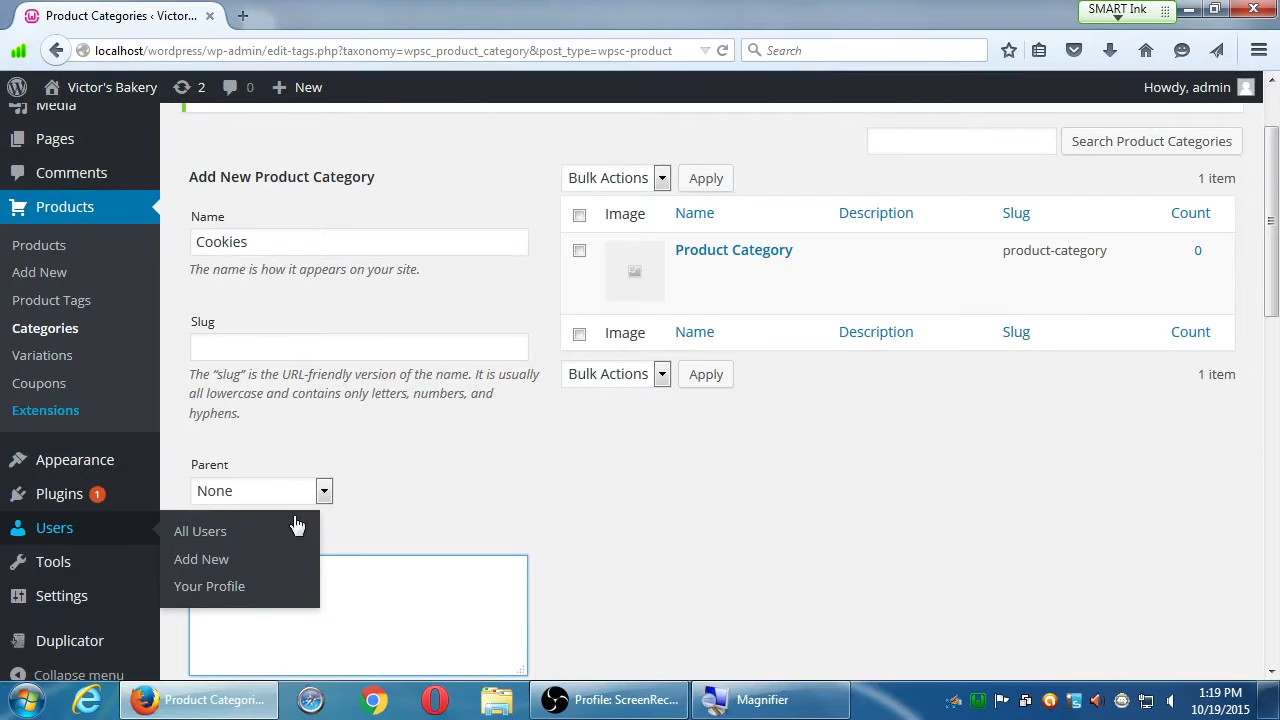 Product Categories ‹ Victor'...
SMART Ink
localhost/wordpress/wp-admin/edit-tags.php?taxonomy=wpsc_product_category&post_type=wpsc-product
Search
Victor's Bakery
2
0
New
Howdy, admin
Media
Pages
Comments
Products
Products
Add New
Product Tags
Categories
Variations
Coupons
Extensions
Appearance
Plugins 1
Users
Tools
Settings
Duplicator
Collapse menu
All Users
Add New
Your Profile
Search Product Categories
Add New Product Category
Name
Cookies
The name is how it appears on your site.
Slug
The “slug” is the URL-friendly version of the name. It is usually
all lowercase and contains only letters, numbers, and
hyphens.
Parent
None
Bulk Actions Apply 1 item
Image Name Description Slug Count
Product Category product-category 0
Image Name Description Slug Count
Bulk Actions Apply 1 item
Product Categori...
Profile: ScreenRec...
Magnifier
1:19 PM
10/19/2015